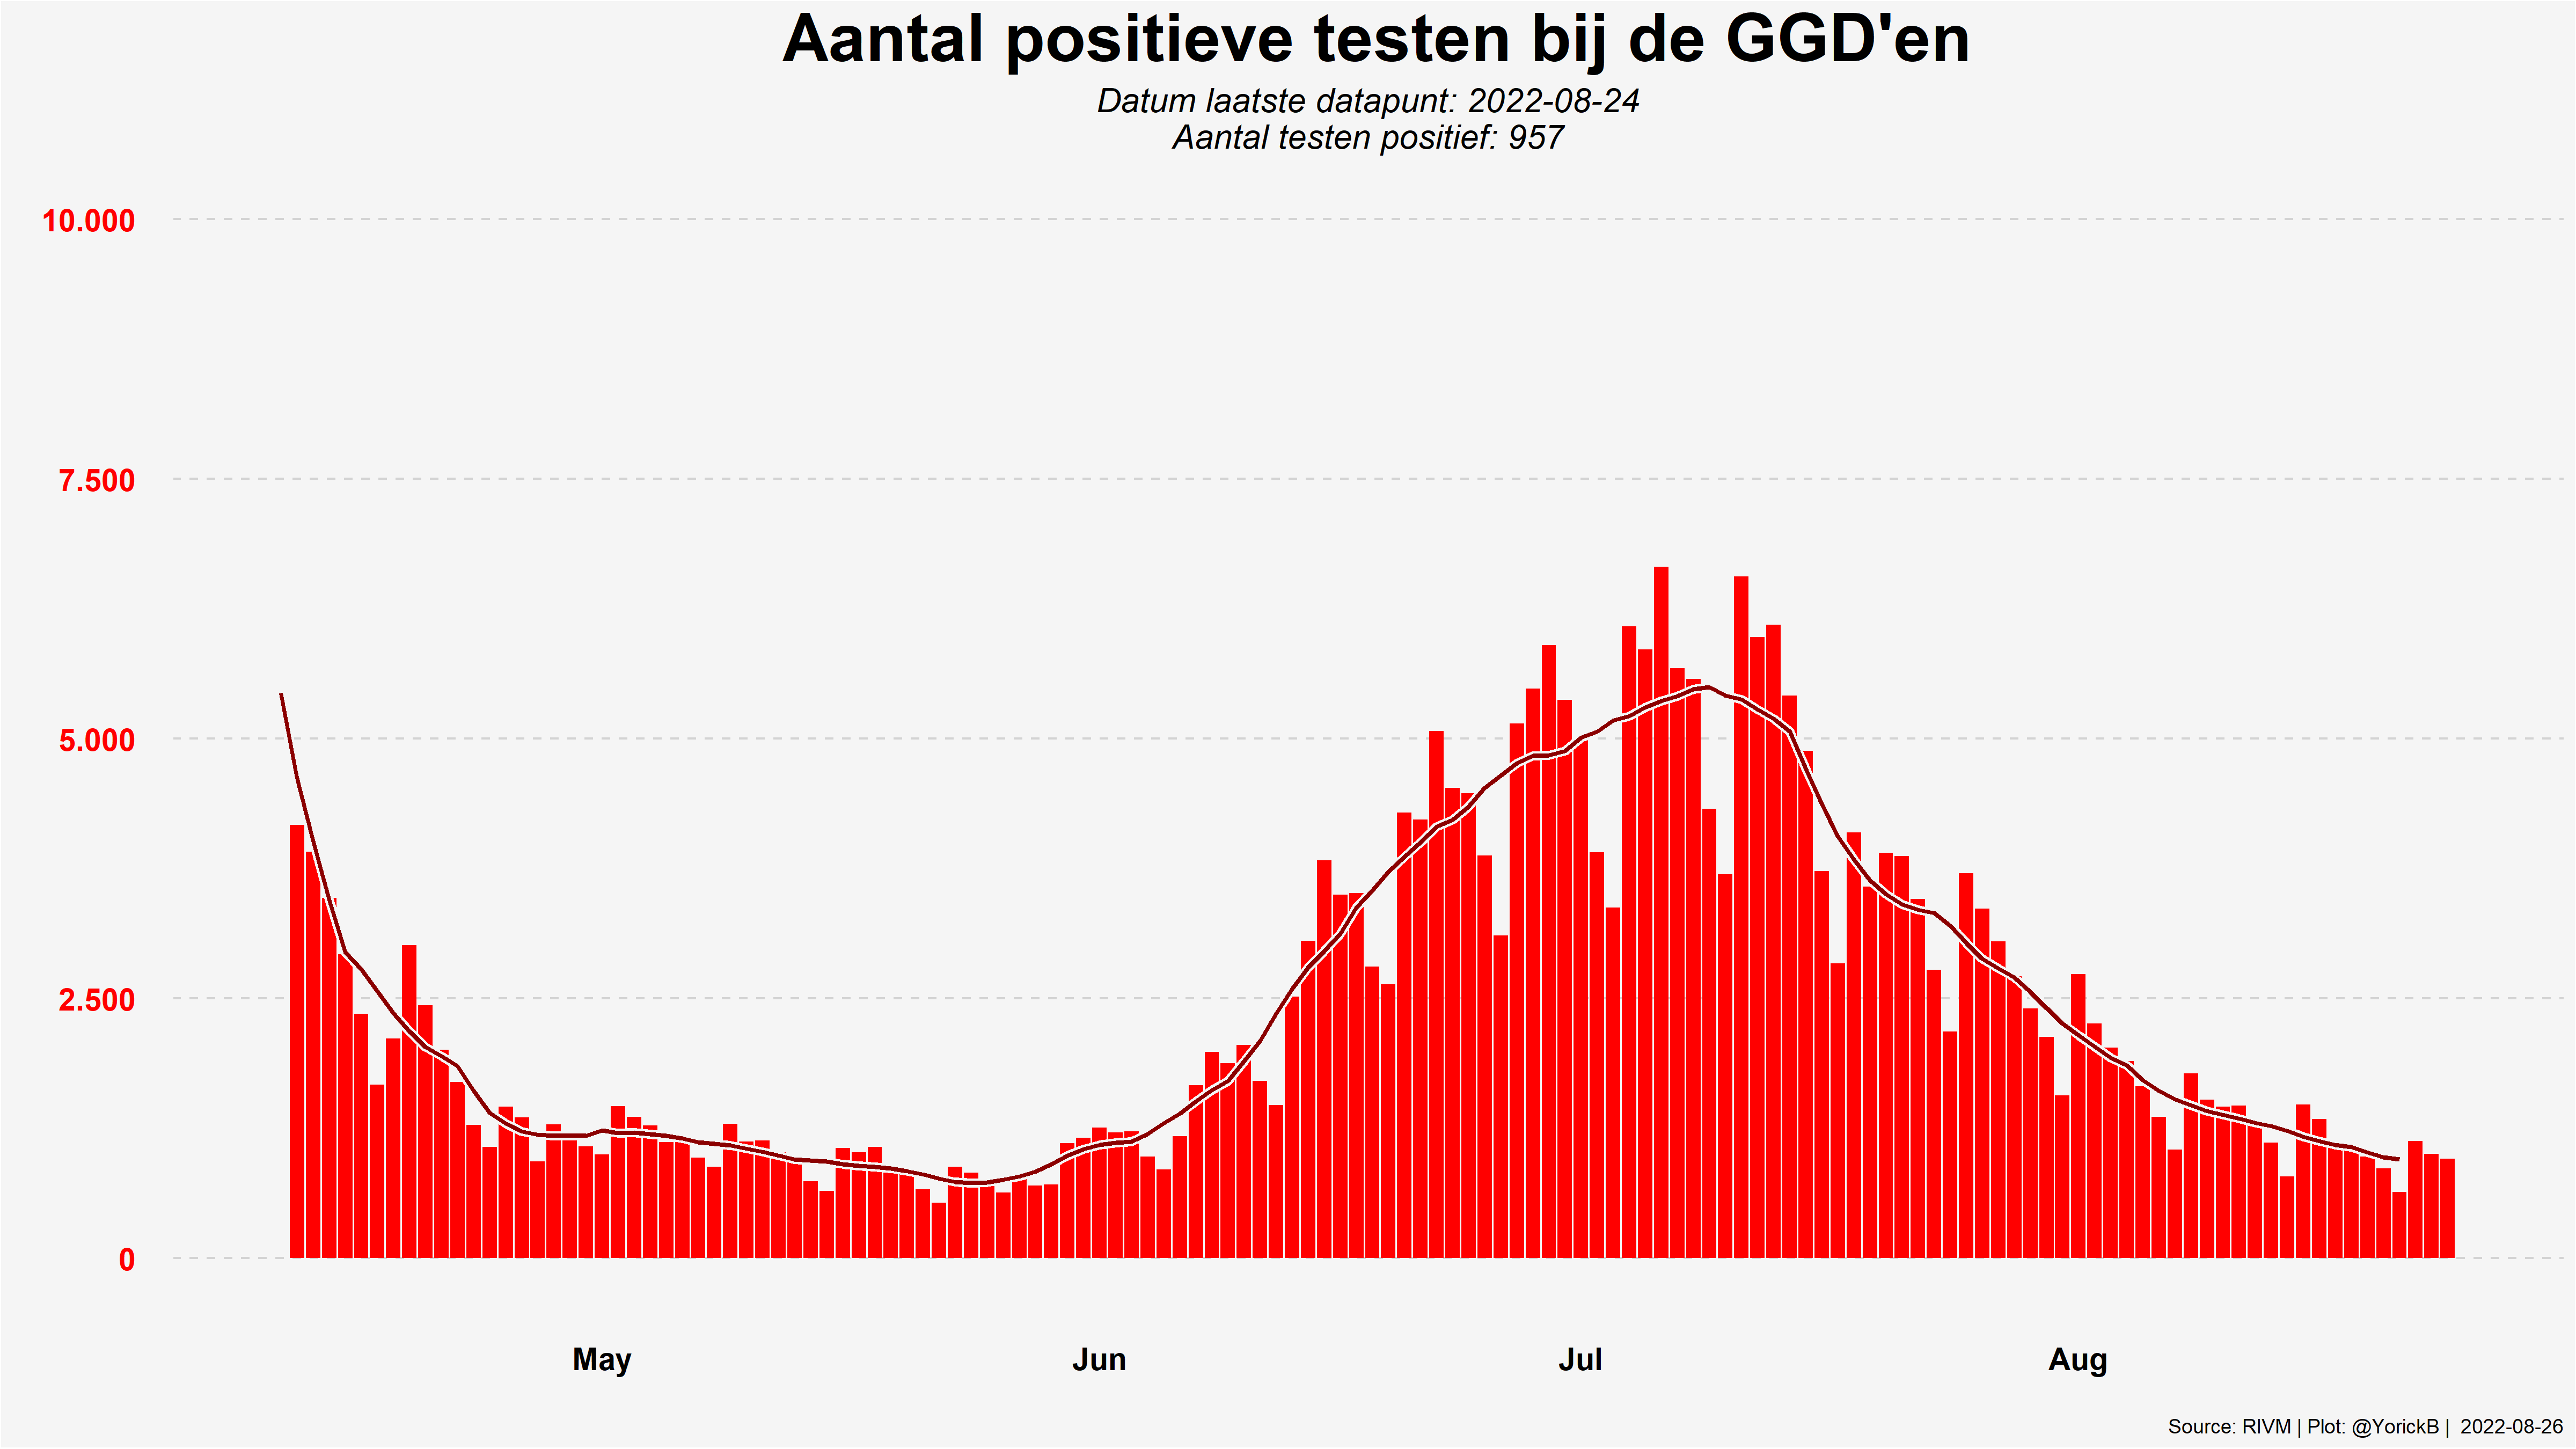 Aantal positieve testen bij de GGD'en
Datum laatste datapunt: 2022-08-24
Aantal testen positief: 957
10.000
7.500
5.000
2.500
0
May Jun Jul Aug
Source: RIVM | Plot: @YorickB | 2022-08-26